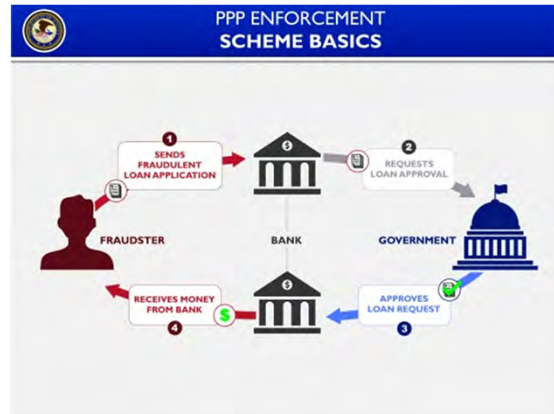 PPP ENFORCEMENT
SCHEME BASICS
1
SENDS
FRAUDULENT
LOAN APPLICATION
2
REQUESTS
LOAN APPROVAL
FRAUDSTER
BANK
GOVERNMENT
RECEIVES MONEY
FROM BANK
4
$
APPROVES
LOAN REQUEST
3